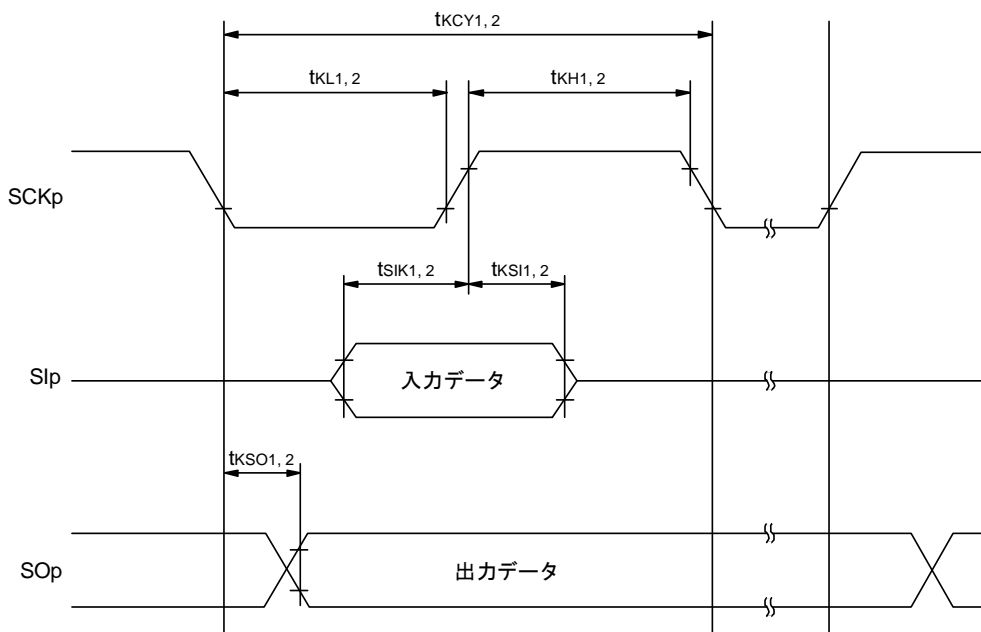 tKCY1, 2
tKL1, 2
tKH1, 2
SCKp
tSIK1, 2
tKSI1, 2
SIp
入力データ
tKSO1, 2
SOp
出力データ